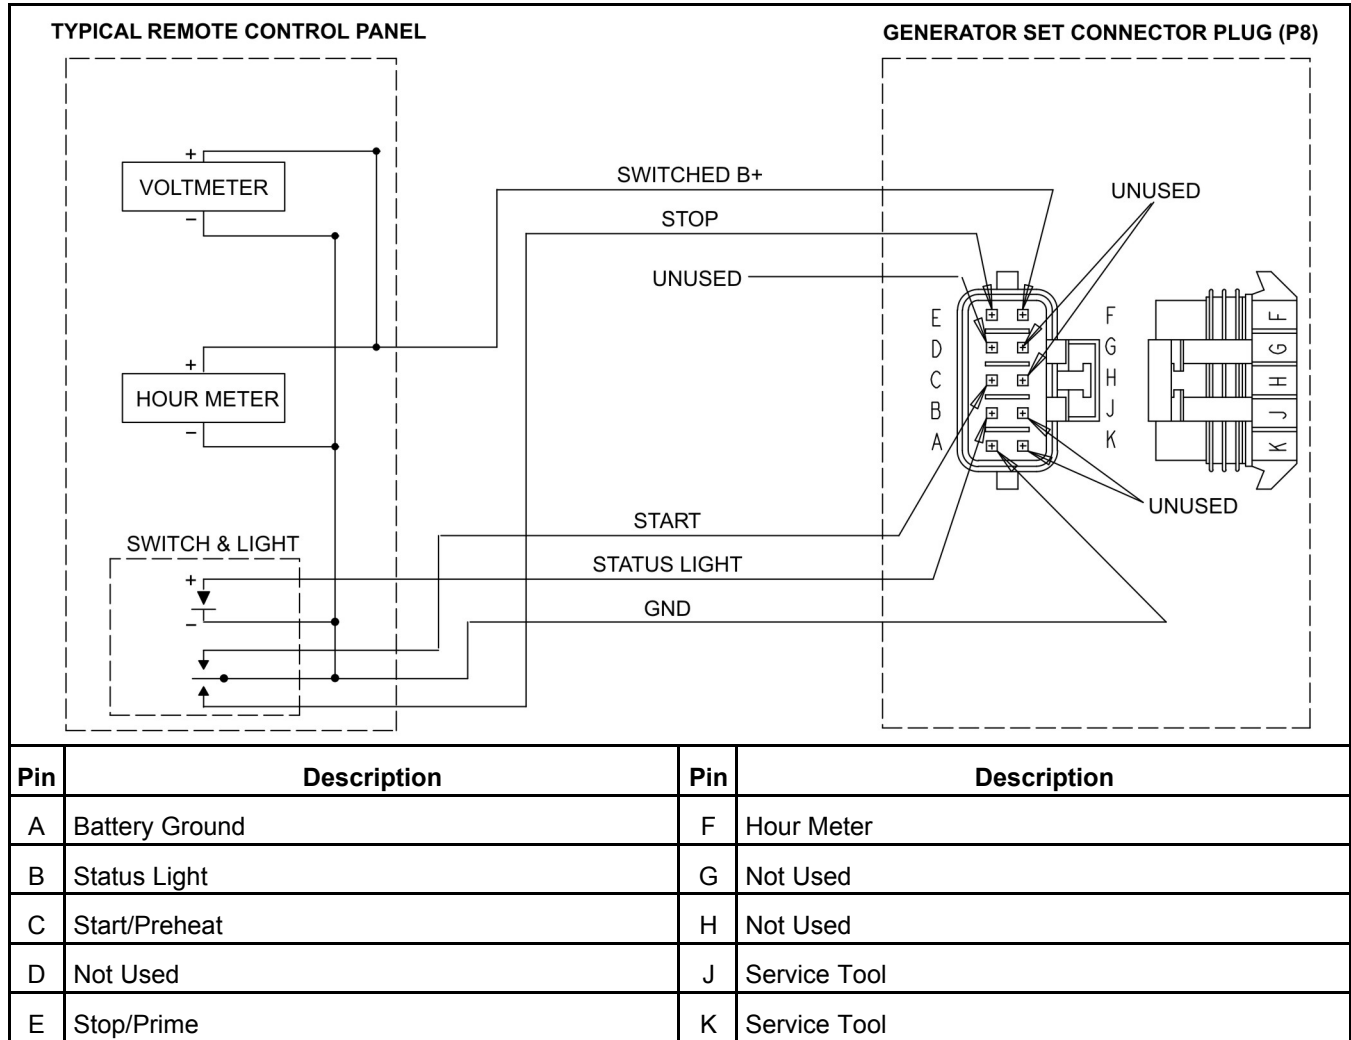 TYPICAL REMOTE CONTROL PANEL
GENERATOR SET CONNECTOR PLUG (P8)
+
VOLTMETER
−
SWITCHED B+
STOP
UNUSED
UNUSED
+
HOUR METER
−
E
D
C
B
A
F
G
H
J
K
F
G
H
J
K
UNUSED
START
SWITCH & LIGHT
STATUS LIGHT
+
−
GND
Pin Description Pin Description
A Battery Ground F Hour Meter
B Status Light G Not Used
C Start/Preheat H Not Used
D Not Used J Service Tool
E Stop/Prime K Service Tool